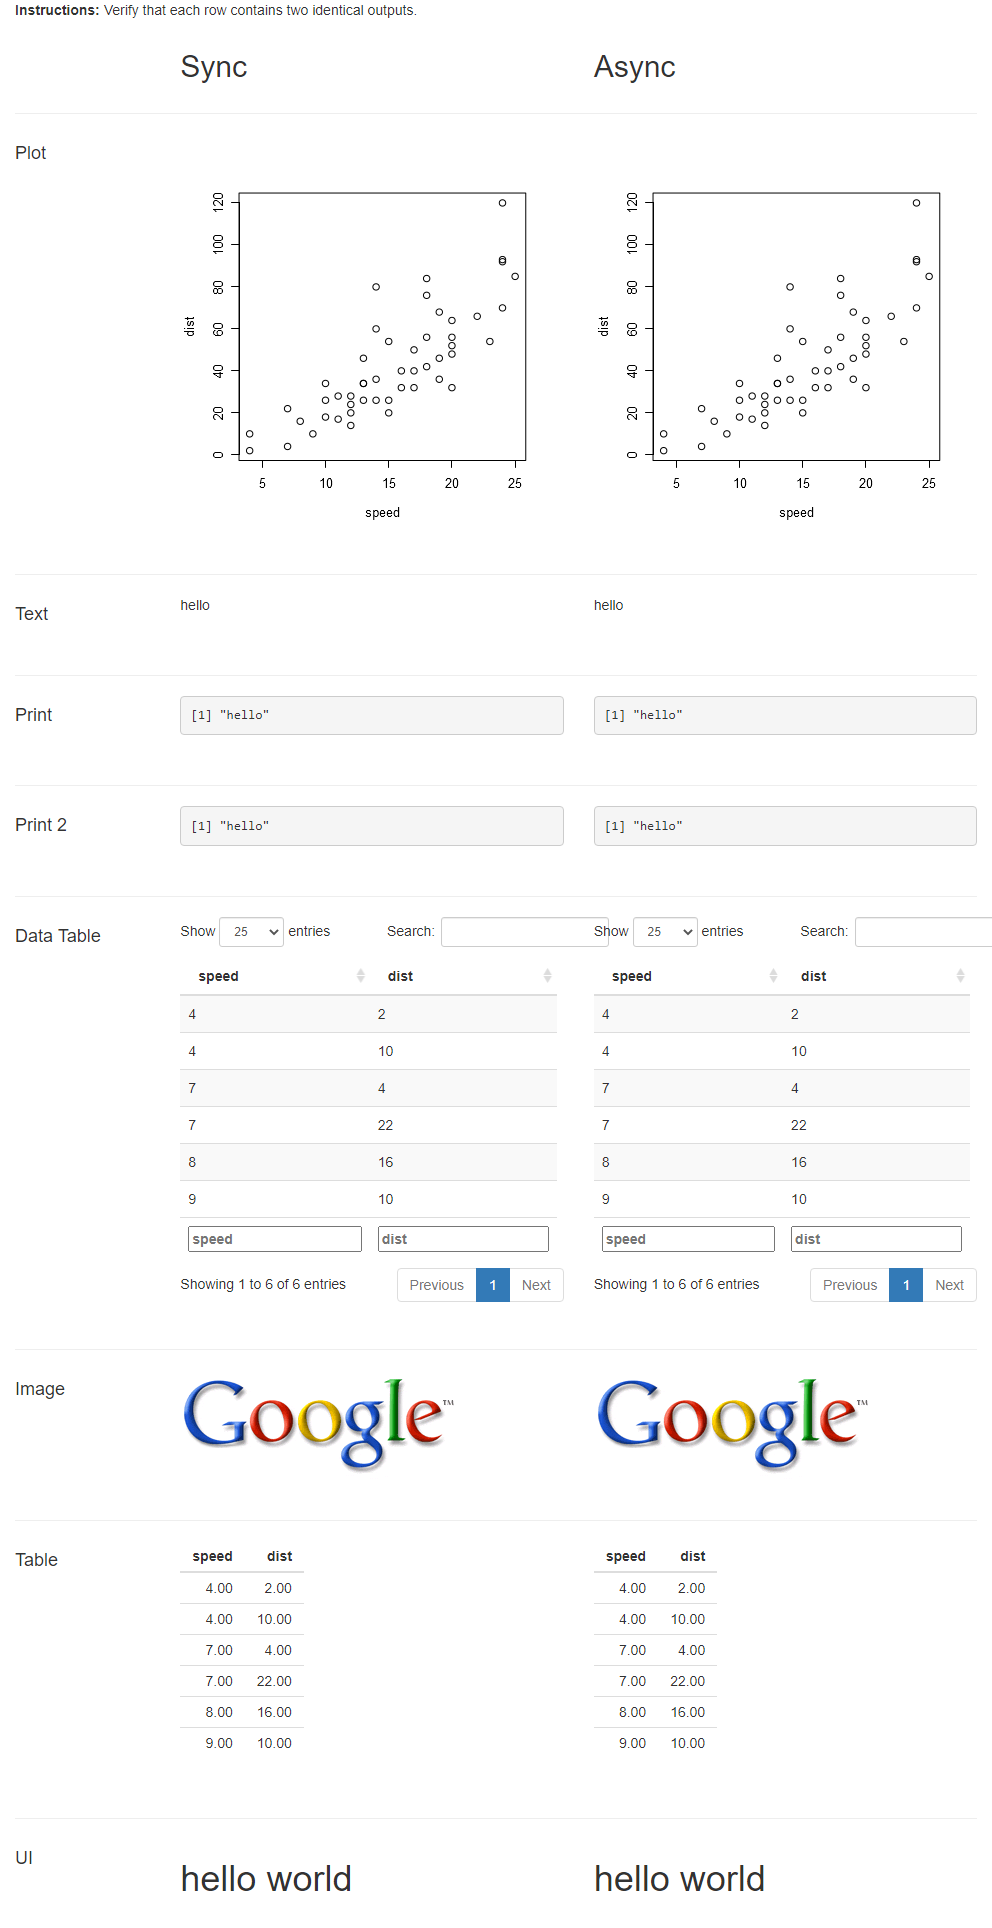 Instructions: Verify that each row contains two identical outputs.
Sync Async
Plot
120 120
100 100
80 80
60 60
40 40
20 20
0 0
dist dist
5 10 15 20 25 5 10 15 20 25
speed speed
Text hello hello
Print [1] "hello" [1] "hello"
Print 2 [1] "hello" [1] "hello"
Data Table Show 25 entries Search: Show 25 entries Search:
speed dist speed dist
4 2 4 2
4 10 4 10
7 4 7 4
7 22 7 22
8 16 8 16
9 10 9 10
speed dist speed dist
Showing 1 to 6 of 6 entries Previous 1 Next Showing 1 to 6 of 6 entries Previous 1 Next
Image Google™ Google™
Table speed dist speed dist
4.00 2.00 4.00 2.00
4.00 10.00 4.00 10.00
7.00 4.00 7.00 4.00
7.00 22.00 7.00 22.00
8.00 16.00 8.00 16.00
9.00 10.00 9.00 10.00
UI hello world hello world